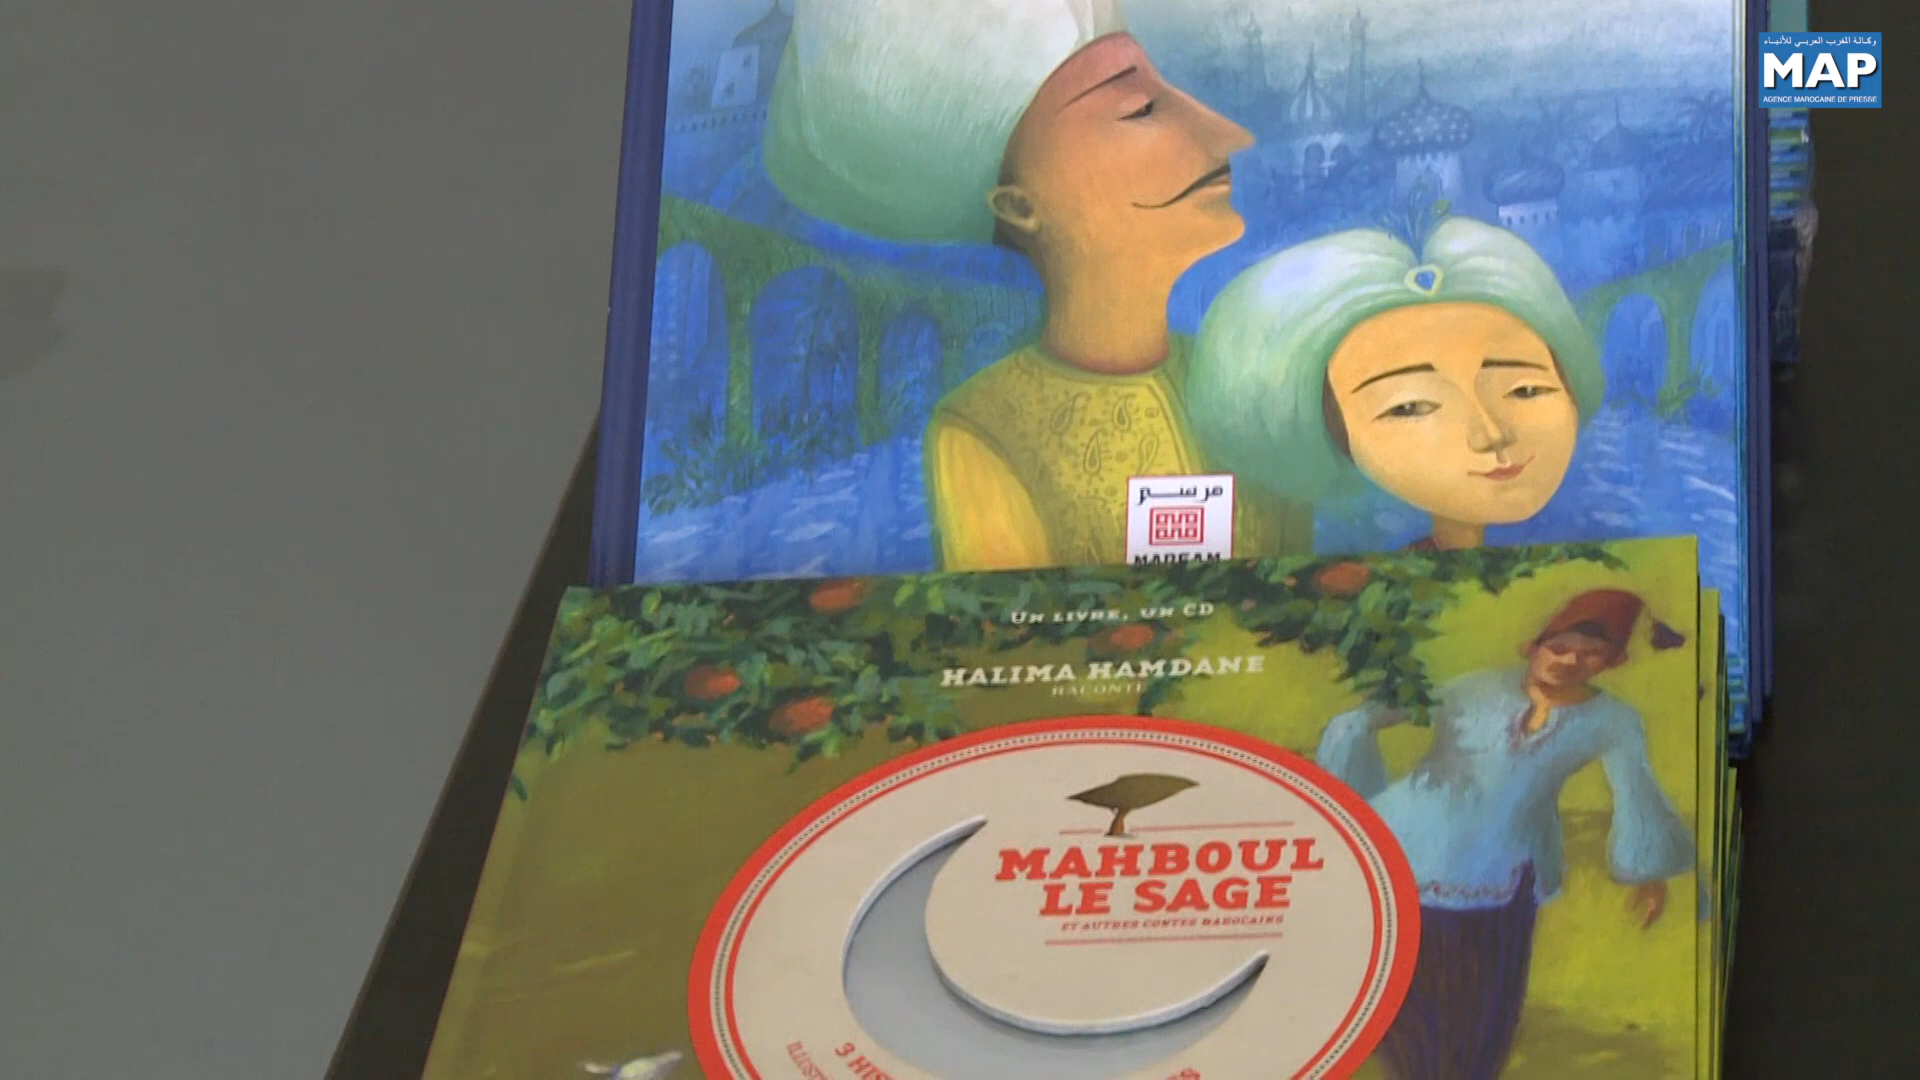 وكالة المغرب العربي للأنباء
MAP
AGENCE MAROCAINE DE PRESSE
مرسم
MARSAM
UN LIVRE, UN CD
HALIMA HAMDANE
RACONTE
MAHBOUL
LE SAGE
ET AUTRES CONTES MAROCAINS
3